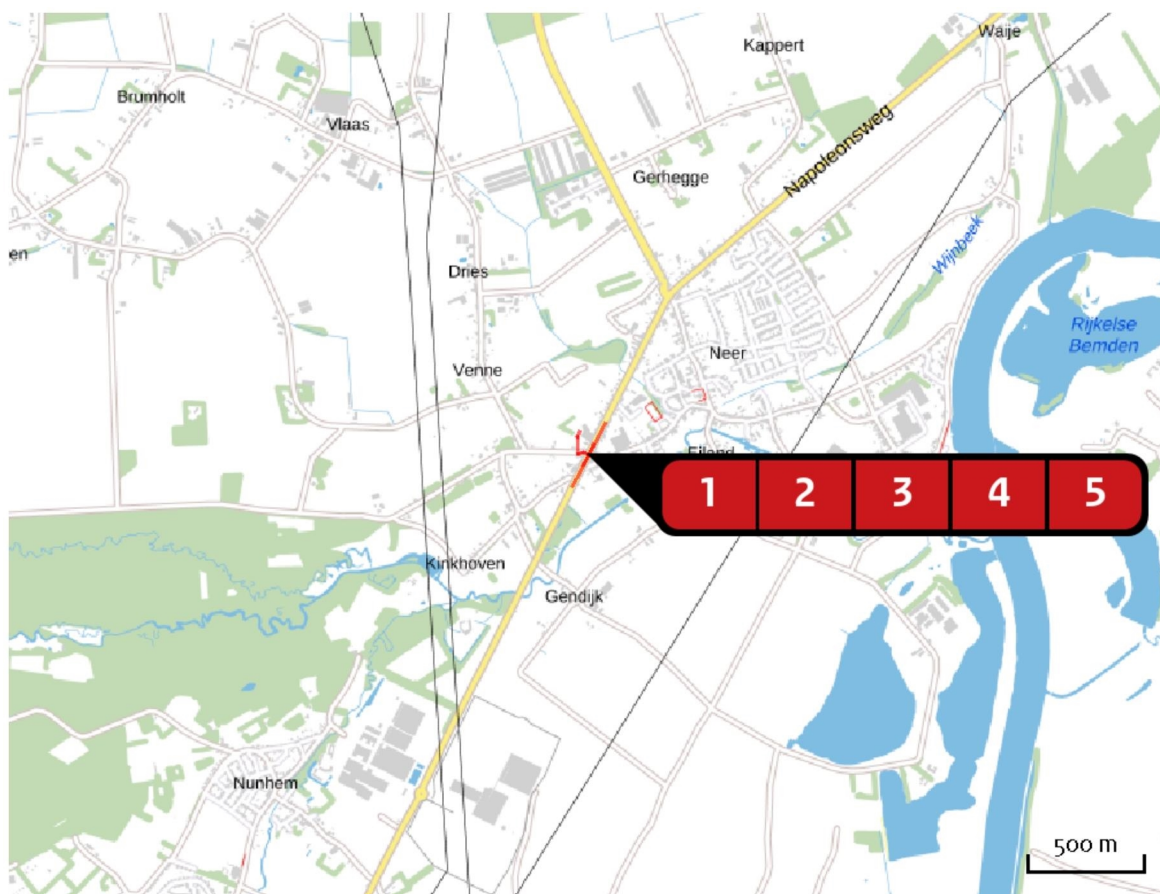 Waije
Kappert
Brumholt
Vlaas
Napoleonsweg
Gerhegge
Wijnbeek
en
Dries
Rijkelse
Bemden
Neer
Venne
1 2 3 4 5
Kinkhoven
Gendijk
Nunhem
500 m